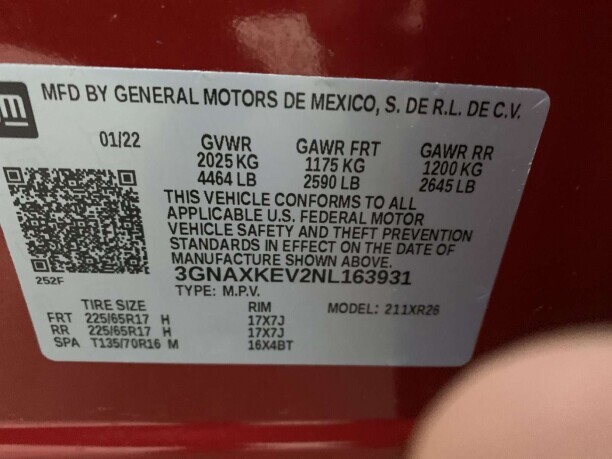 gm
MFD BY GENERAL MOTORS DE MEXICO, S. DE R.L. DE C.V.
01/22 GVWR GAWR FRT GAWR RR
2025 KG 1175 KG 1200 KG
4464 LB 2590 LB 2645 LB
THIS VEHICLE CONFORMS TO ALL
APPLICABLE U.S. FEDERAL MOTOR
VEHICLE SAFETY AND THEFT PREVENTION
STANDARDS IN EFFECT ON THE DATE OF
MANUFACTURE SHOWN ABOVE.
3GNAXKEV2NL163931
252F TYPE: M.P.V.
TIRE SIZE RIM MODEL: 211XR26
FRT 225/65R17 H 17X7J
RR 225/65R17 H 17X7J
SPA T135/70R16 M 16X4BT